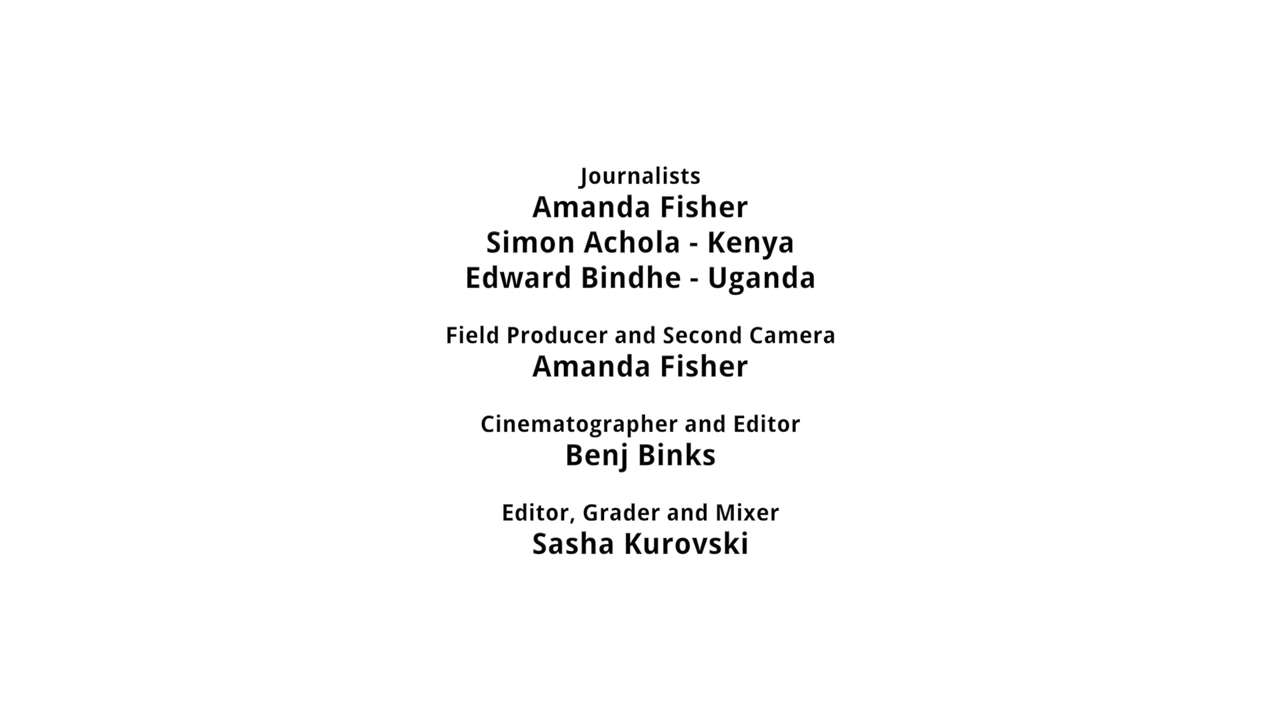 Journalists
Amanda Fisher
Simon Achola - Kenya
Edward Bindhe - Uganda
Field Producer and Second Camera
Amanda Fisher
Cinematographer and Editor
Benj Binks
Editor, Grader and Mixer
Sasha Kurovski